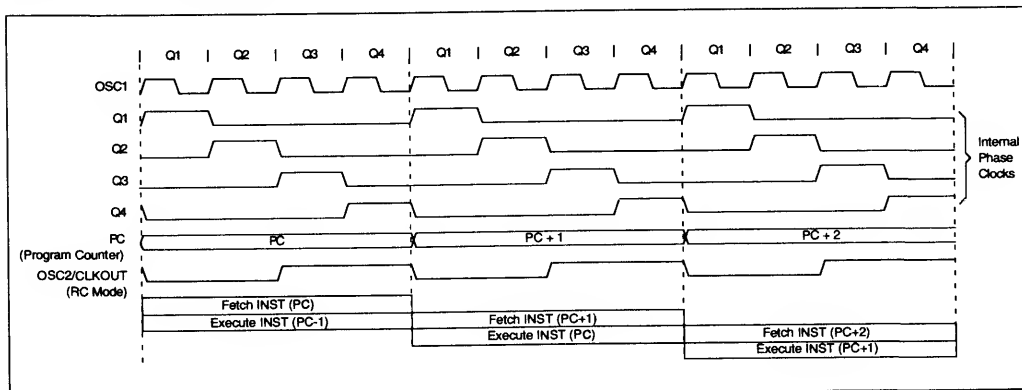 Q1 Q2 Q3 Q4 Q1 Q2 Q3 Q4 Q1 Q2 Q3 Q4
OSC1
Q1
Q2
Q3
Q4
Internal
Phase
Clocks
PC
(Program Counter)
PC PC + 1 PC + 2
OSC2/CLKOUT
(RC Mode)
Fetch INST (PC)
Execute INST (PC-1) Fetch INST (PC+1)
Execute INST (PC) Fetch INST (PC+2)
Execute INST (PC+1)